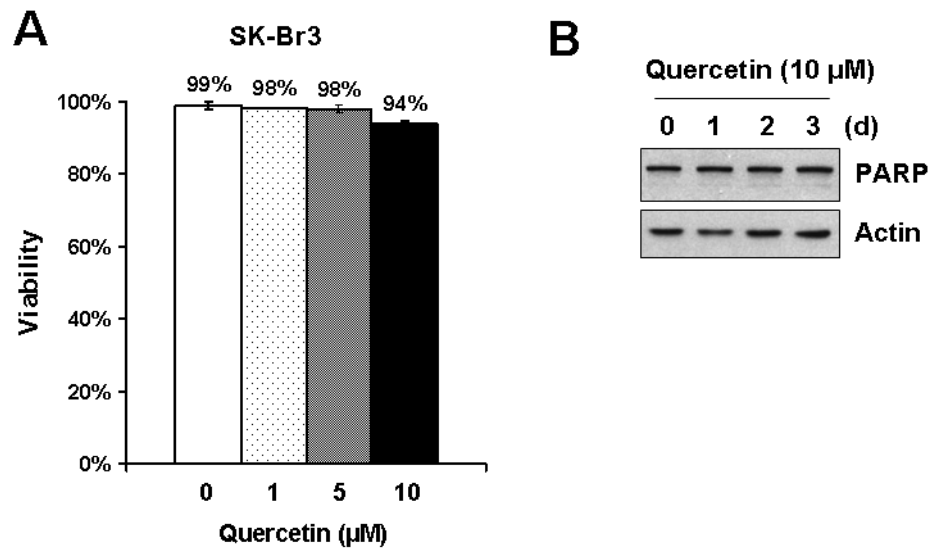 A
SK-Br3
99%
98%
98%
94%
100%
80%
60%
40%
20%
0%
Viability
0 1 5 10
Quercetin (µM)
B
Quercetin (10 µM)
0 1 2 3 (d)
PARP
Actin